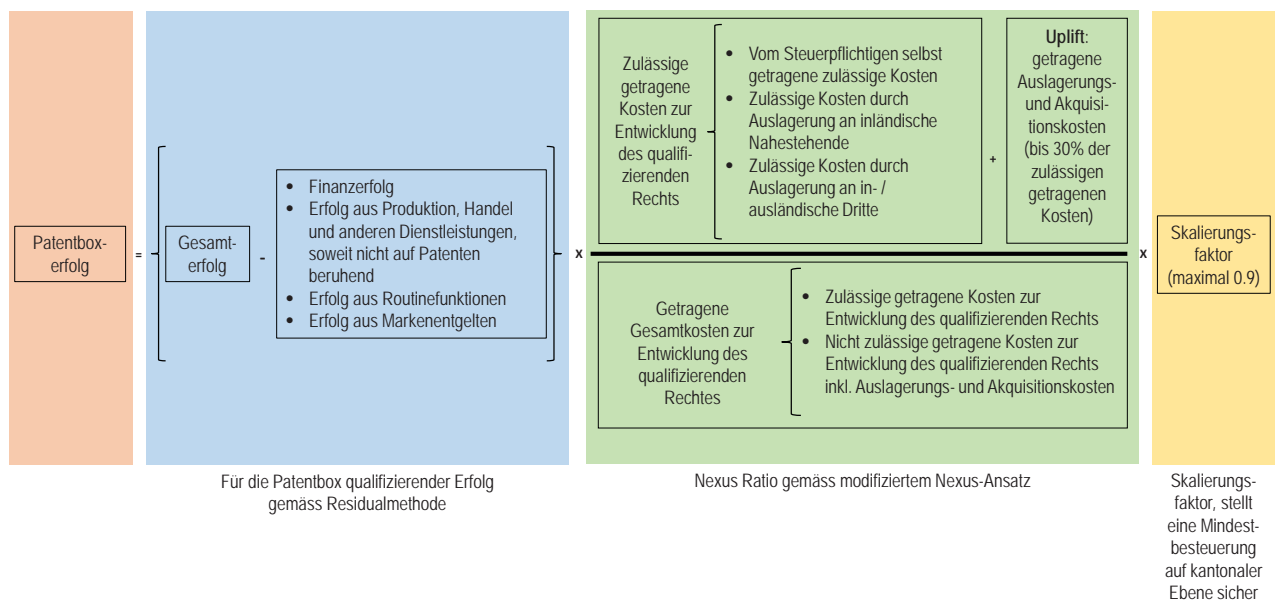 Patentbox-
erfolg
=
Gesamt-
erfolg
-
• Finanzerfolg
• Erfolg aus Produktion, Handel
und anderen Dienstleistungen,
soweit nicht auf Patenten
beruhend
• Erfolg aus Routinefunktionen
• Erfolg aus Markenentgelten
x
Zulässige
getragene
Kosten zur
Entwicklung
des qualifi-
zierenden
Rechts
• Vom Steuerpflichtigen selbst
getragene zulässige Kosten
• Zulässige Kosten durch
Auslagerung an inländische
Nahestehende
• Zulässige Kosten durch
Auslagerung an in- /
ausländische Dritte
+
Uplift:
getragene
Auslagerungs-
und Akquisi-
tionskosten
(bis 30% der
zulässigen
getragenen
Kosten)
Getragene
Gesamtkosten zur
Entwicklung des
qualifizierenden
Rechtes
• Zulässige getragene Kosten zur
Entwicklung des qualifizierenden Rechts
• Nicht zulässige getragene Kosten zur
Entwicklung des qualifizierenden Rechts
inkl. Auslagerungs- und Akquisitionskosten
x
Skalierungs-
faktor
(maximal 0.9)
Für die Patentbox qualifizierender Erfolg
gemäss Residualmethode
Nexus Ratio gemäss modifiziertem Nexus-Ansatz
Skalierungs-
faktor, stellt
eine Mindest-
besteuerung
auf kantonaler
Ebene sicher